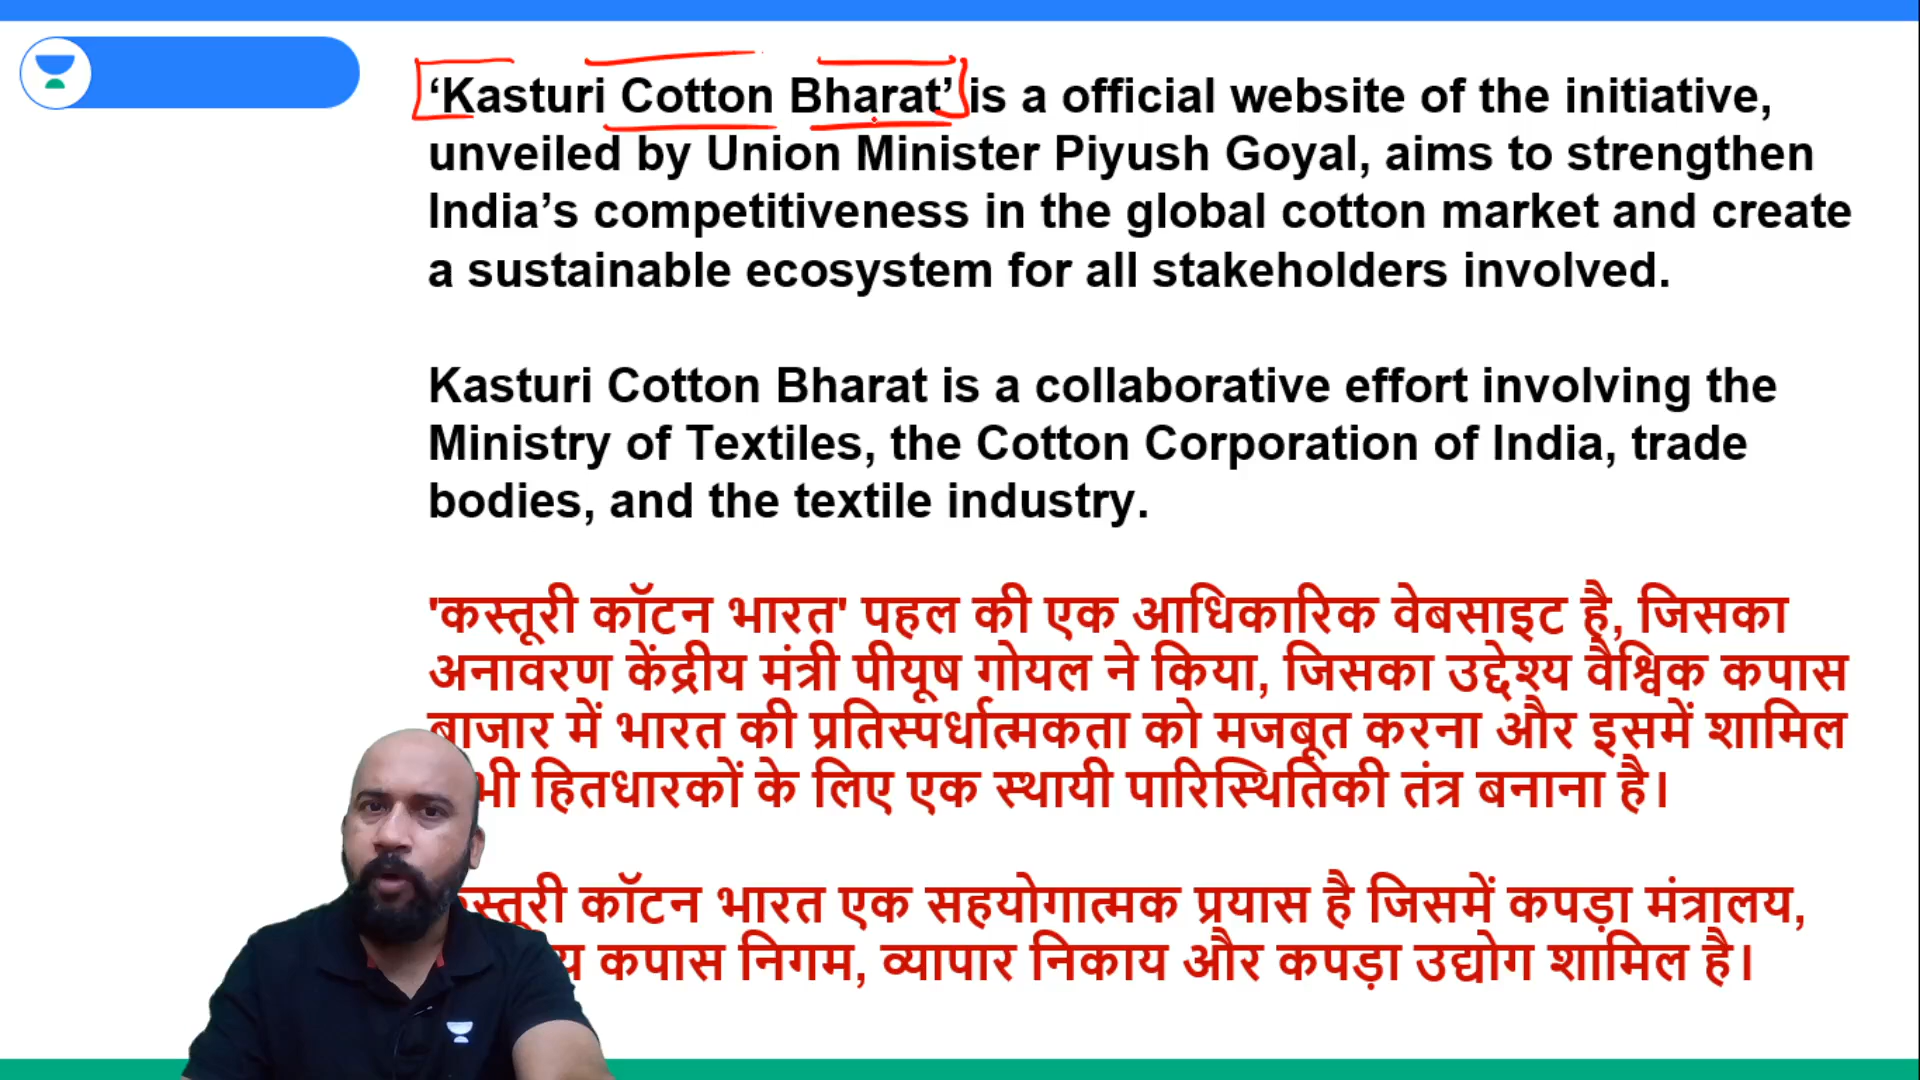 ‘Kasturi Cotton Bharat’ is a official website of the initiative,
unveiled by Union Minister Piyush Goyal, aims to strengthen
India’s competitiveness in the global cotton market and create
a sustainable ecosystem for all stakeholders involved.
Kasturi Cotton Bharat is a collaborative effort involving the
Ministry of Textiles, the Cotton Corporation of India, trade
bodies, and the textile industry.
'कस्तूरी कॉटन भारत' पहल की एक आधिकारिक वेबसाइट है, जिसका
अनावरण केंद्रीय मंत्री पीयूष गोयल ने किया, जिसका उद्देश्य वैश्विक कपास
बाजार में भारत की प्रतिस्पर्धात्मकता को मजबूत करना और इसमें शामिल
हितधारकों के लिए एक स्थायी पारिस्थितिकी तंत्र बनाना है।
कॉटन भारत एक सहयोगात्मक प्रयास है जिसमें कपड़ा मंत्रालय,
कपास निगम, व्यापार निकाय और कपड़ा उद्योग शामिल है।